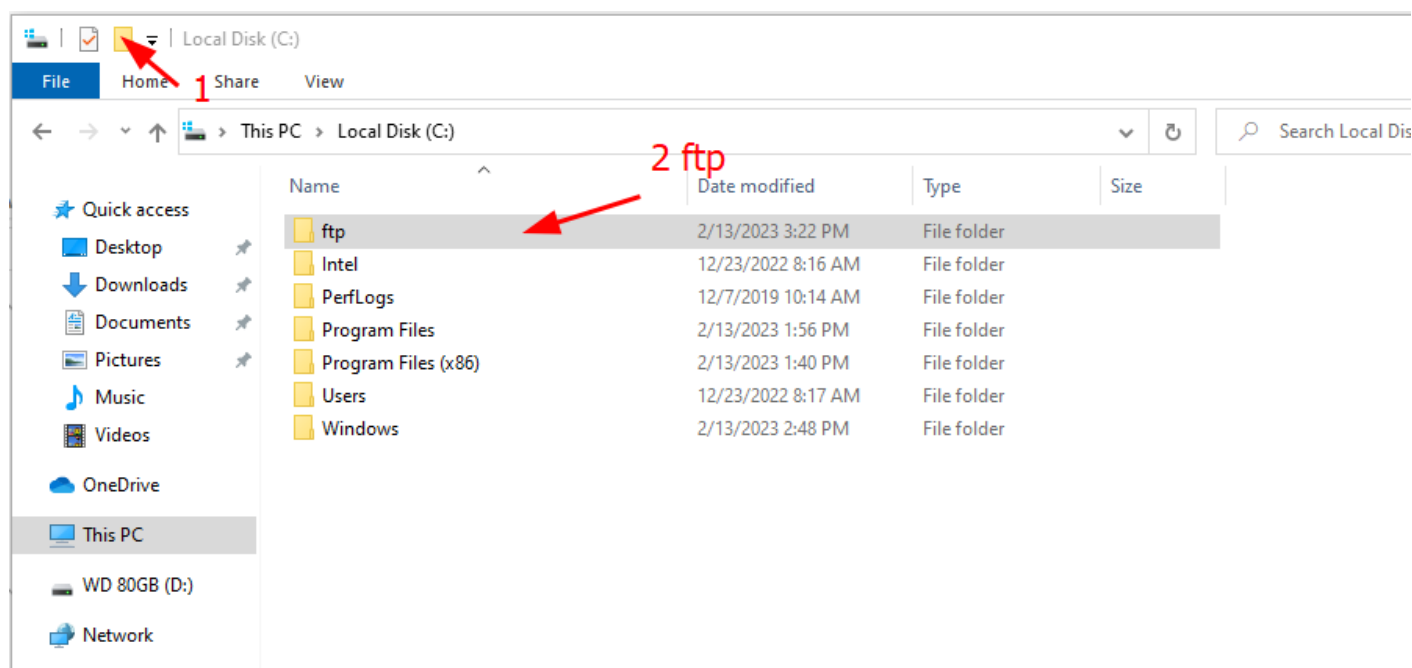 Local Disk (C:)
File Home Share View
1
This PC > Local Disk (C:)
Search Local Dis
2 ftp
Name Date modified Type Size
Quick access
Desktop
Downloads
Documents
Pictures
Music
Videos
OneDrive
This PC
WD 80GB (D:)
Network
ftp 2/13/2023 3:22 PM File folder
Intel 12/23/2022 8:16 AM File folder
PerfLogs 12/7/2019 10:14 AM File folder
Program Files 2/13/2023 1:56 PM File folder
Program Files (x86) 2/13/2023 1:40 PM File folder
Users 12/23/2022 8:17 AM File folder
Windows 2/13/2023 2:48 PM File folder